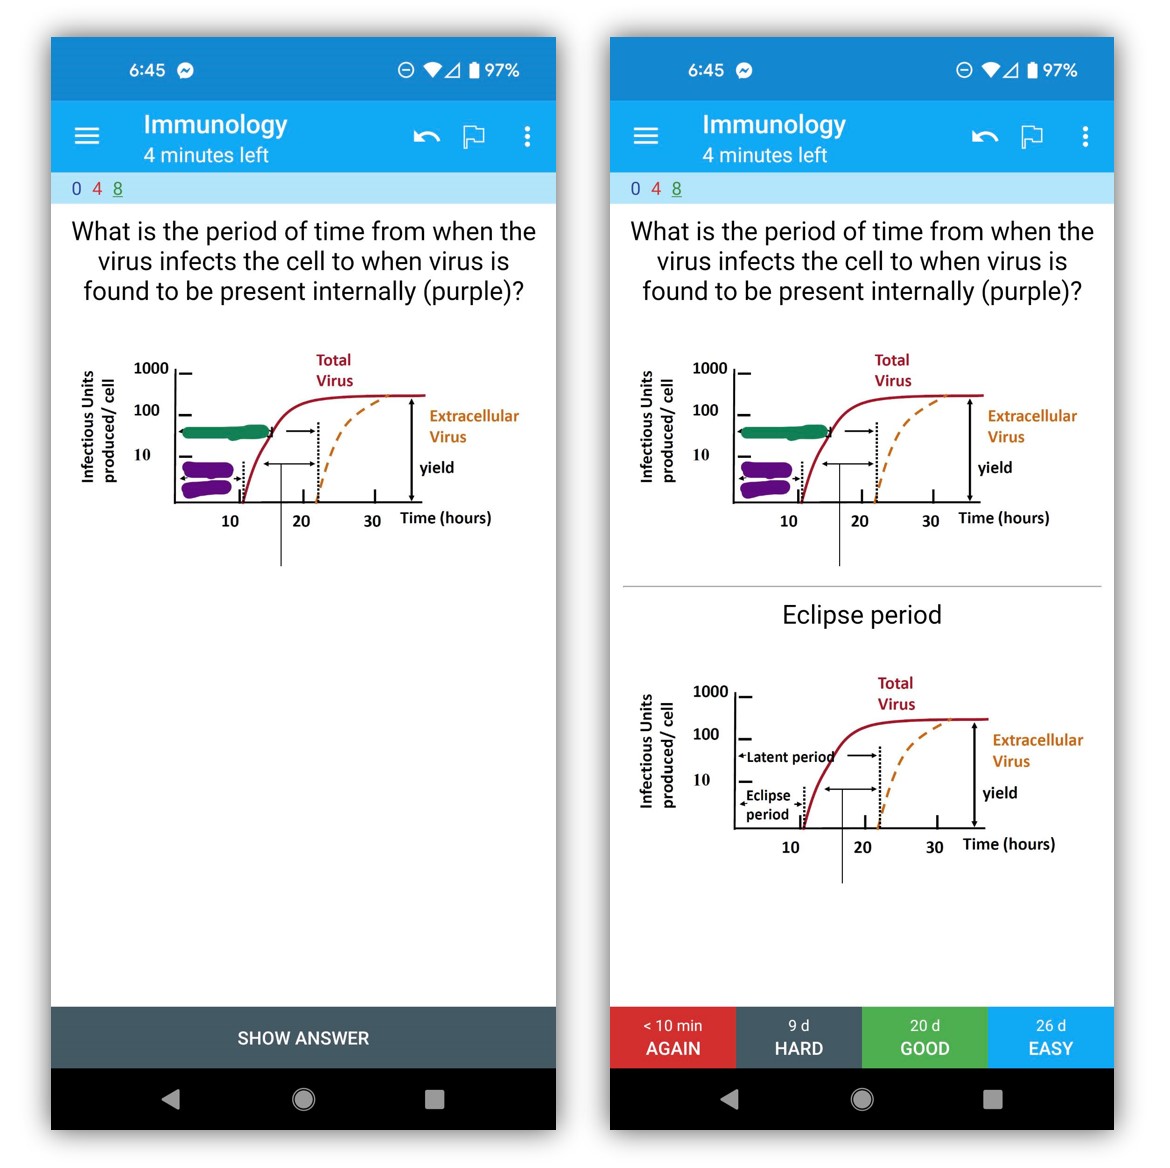 6:45
97%
Immunology
4 minutes left
0 4 8
What is the period of time from when the
virus infects the cell to when virus is
found to be present internally (purple)?
Total
Virus
Infectious Units
produced/ cell
1000
100
10
Extracellular
Virus
yield
10
20
30
Time (hours)
SHOW ANSWER
6:45
97%
Immunology
4 minutes left
0 4 8
What is the period of time from when the
virus infects the cell to when virus is
found to be present internally (purple)?
Total
Virus
Infectious Units
produced/ cell
1000
100
10
Extracellular
Virus
yield
10
20
30
Time (hours)
Eclipse period
Total
Virus
Infectious Units
produced/ cell
1000
100
10
Extracellular
Virus
Latent period
Eclipse
period
yield
10
20
30
Time (hours)
< 10 min
AGAIN
9 d
HARD
20 d
GOOD
26 d
EASY